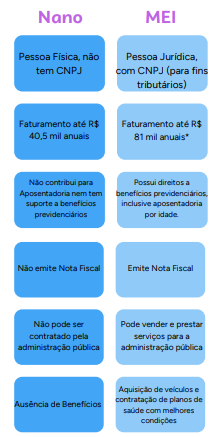 Nano
MEI
Pessoa Física, não
tem CNPJ
Pessoa Jurídica,
com CNPJ (para fins
tributários)
Faturamento até R$
40,5 mil anuais
Faturamento até R$
81 mil anuais*
Não contribui para
Aposentadoria nem tem
suporte a benefícios
previdenciários
Possui direitos a
benefícios previdenciários,
inclusive aposentadoria
por idade.
Não emite Nota Fiscal
Emite Nota Fiscal
Não pode ser
contratado pela
administração pública
Pode vender e prestar
serviços para a
administração pública
Ausência de Benefícios
Aquisição de veículos e
contratação de planos de
saúde com melhores
condições